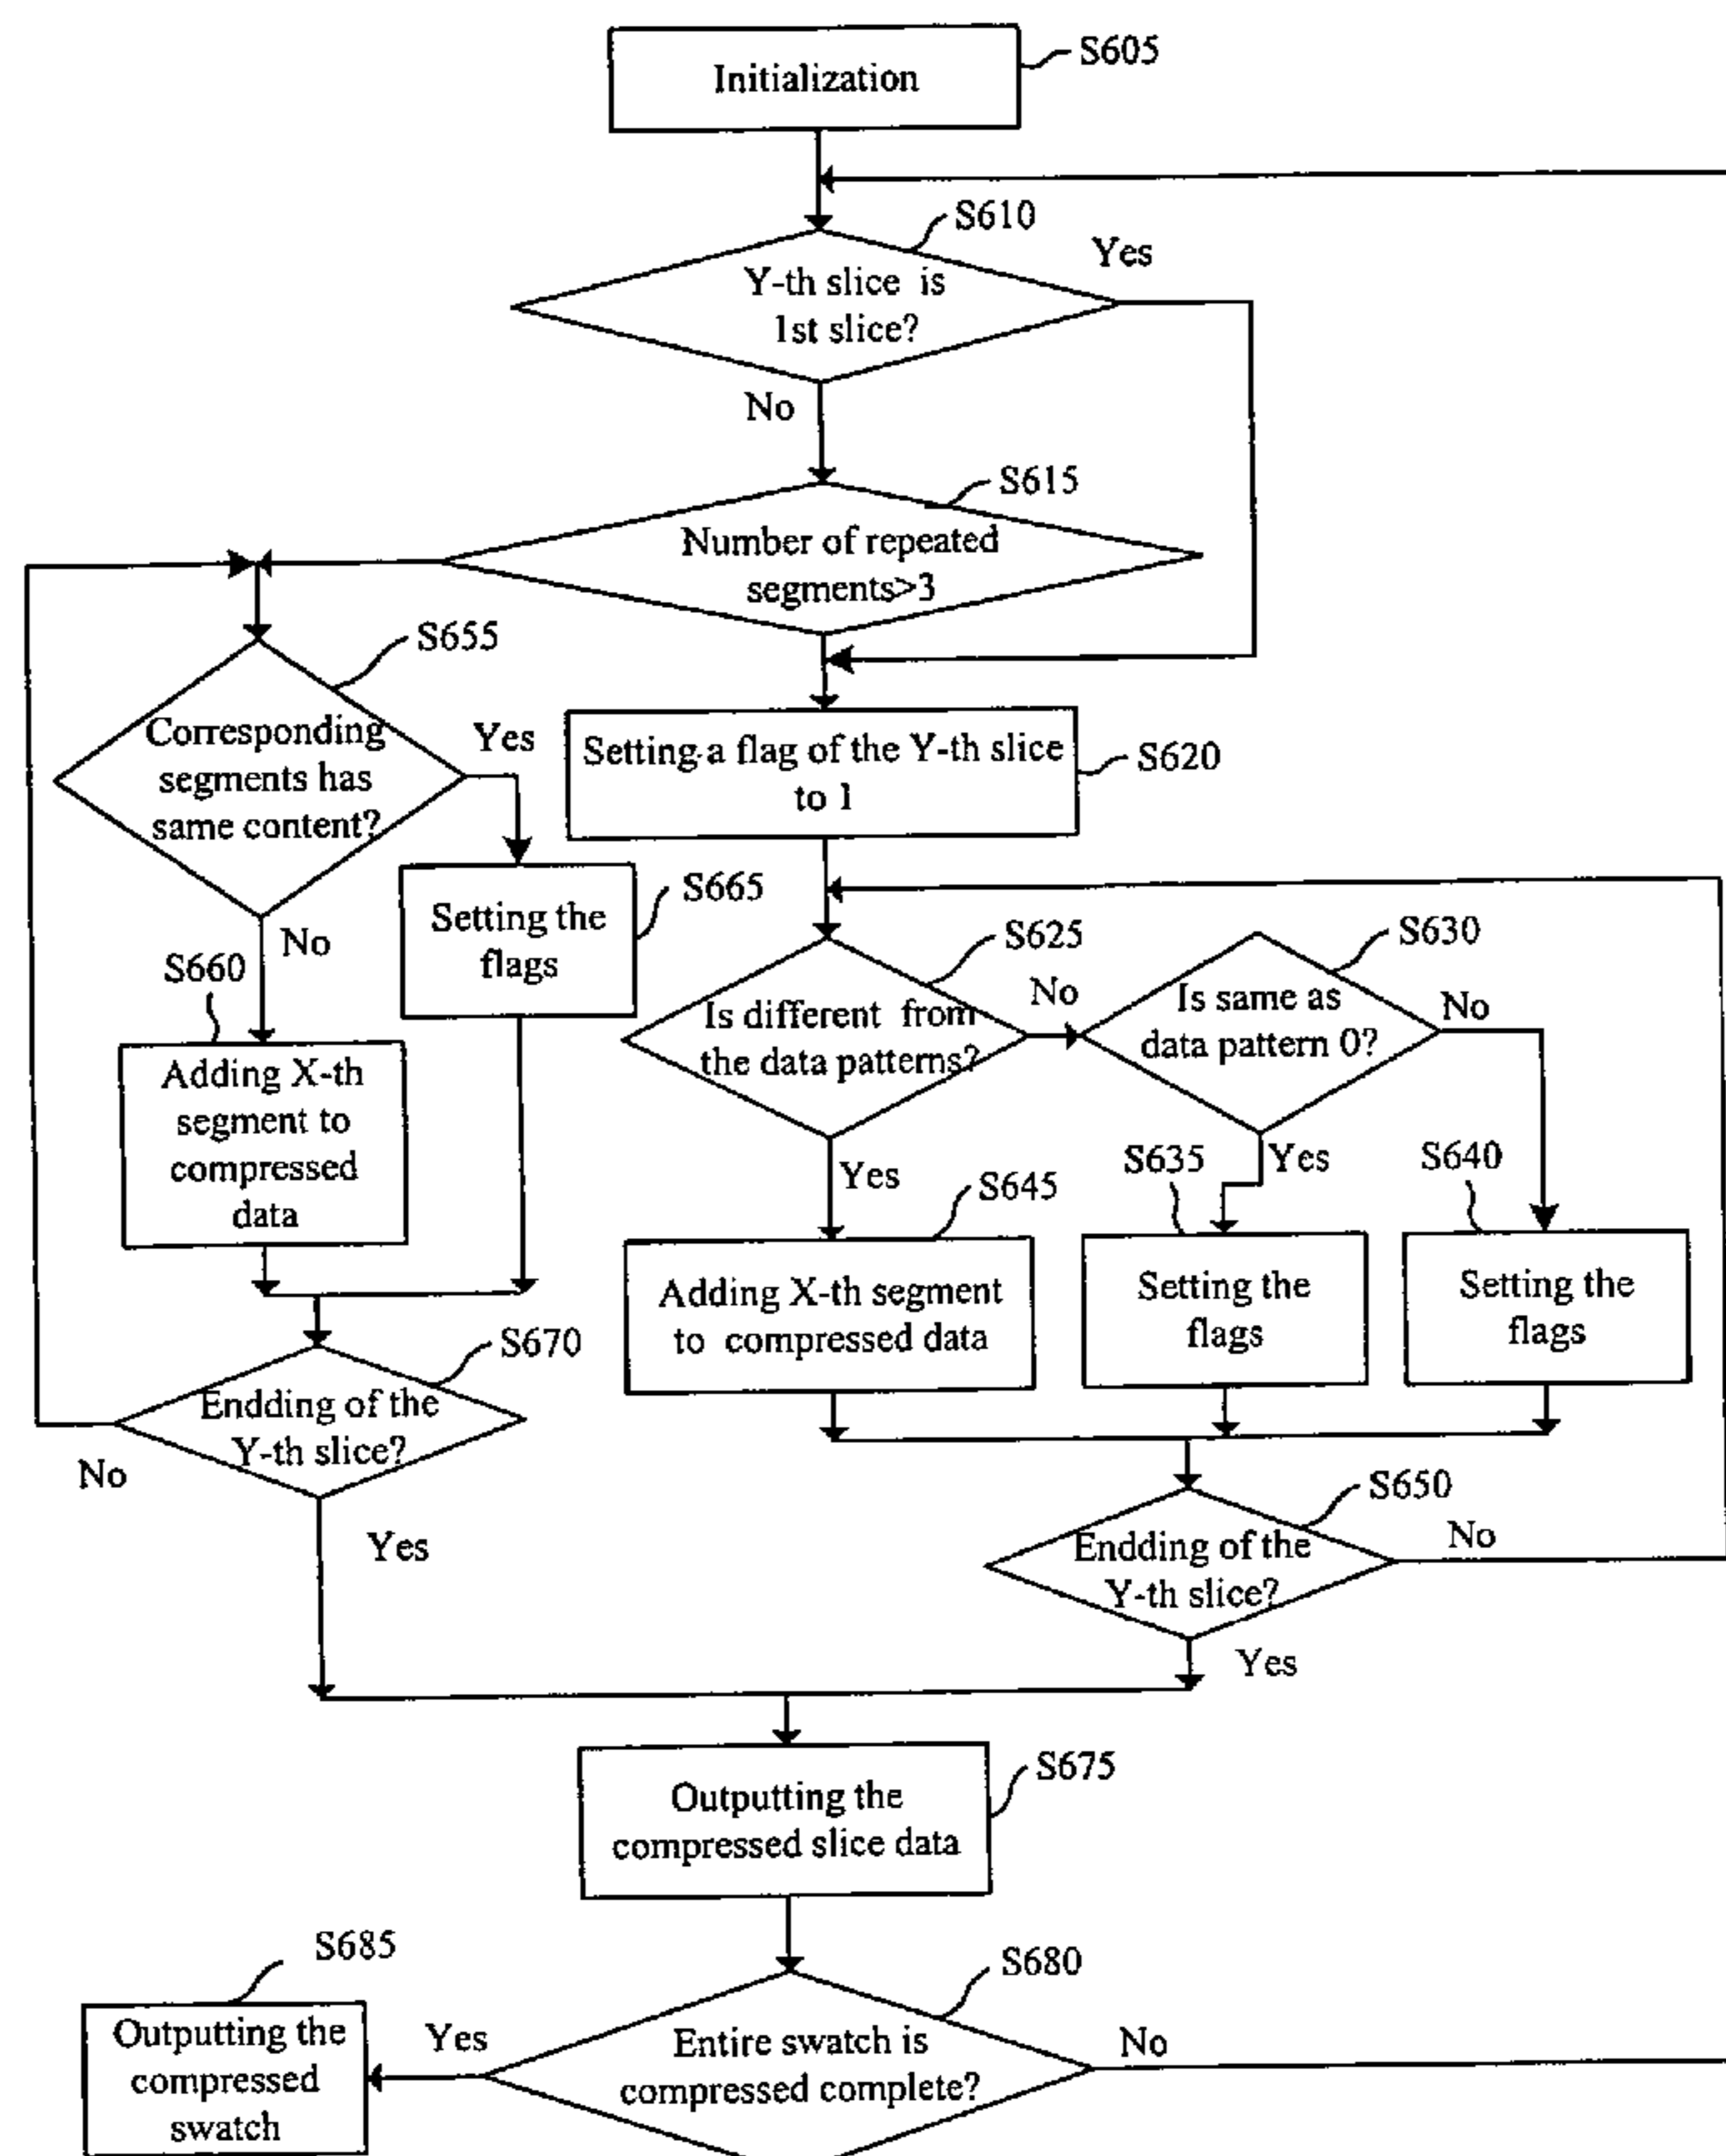 Initialization
S605
S610
Y-th slice is
1st slice?
Yes
No
S615
Number of repeated
segments>3
S655
Corresponding
segments has
same content?
Yes
Setting a flag of the Y-th slice
to 1
S620
No
S665
Setting the
flags
S660
Adding X-th
segment to
compressed
data
S625
Is different from
the data patterns?
No
S630
Is same as
data pattern 0?
No
Yes
S645
Adding X-th segment
to compressed data
S635
Yes
Setting the
flags
S640
Setting the
flags
S670
Endding of the
Y-th slice?
No
Yes
S650
Endding of the
Y-th slice?
No
Yes
S675
Outputting the
compressed slice data
S685
Outputting the
compressed
swatch
Yes
S680
Entire swatch is
compressed complete?
No